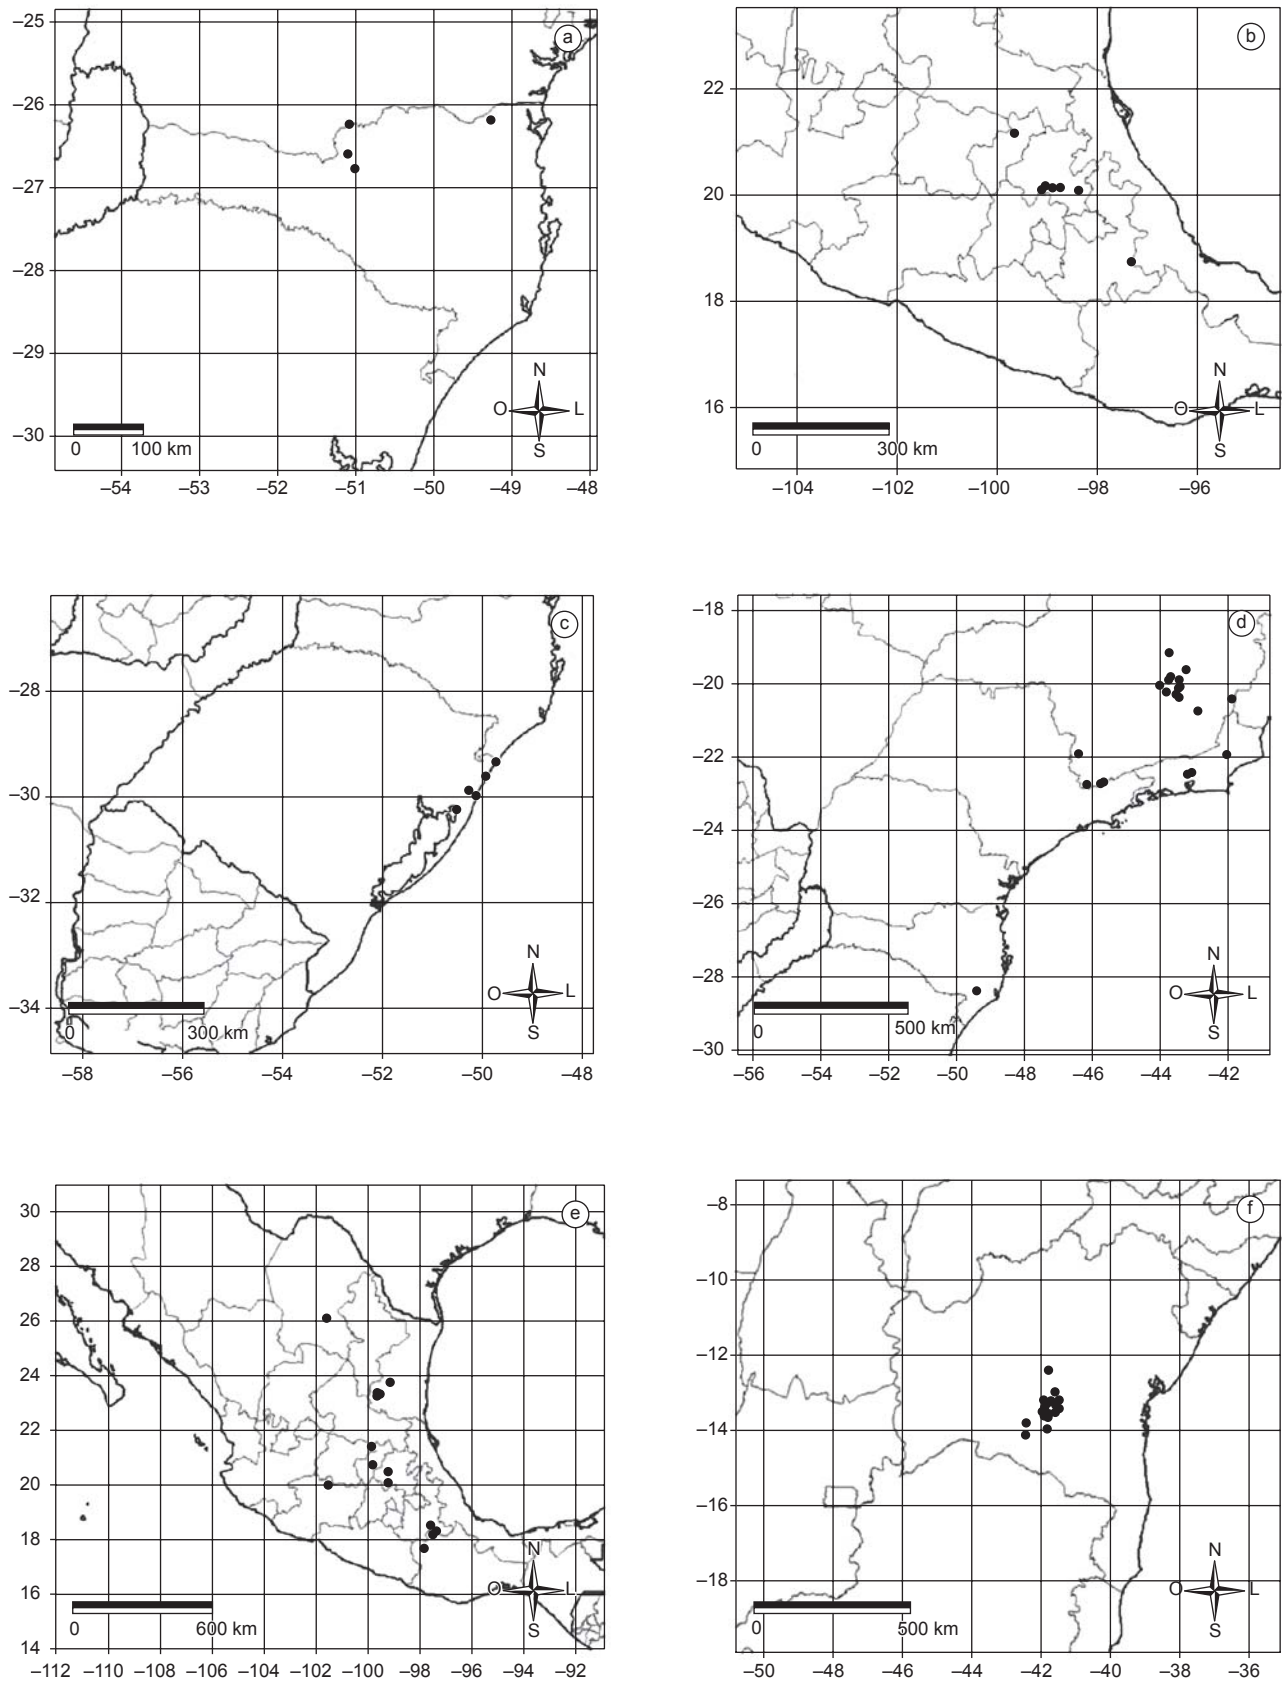 a
–25
–26
–27
–28
–29
–30
N
O L
S
0 100 km
–54 –53 –52 –51 –50 –49 –48
b
22
20
18
16
N
O L
S
0 300 km
–104 –102 –100 –98 –96
c
–28
–30
–32
–34
N
O L
S
0 300 km
–58 –56 –54 –52 –50 –48
d
–18
–20
–22
–24
–26
–28
–30
N
O L
S
0 500 km
–56 –54 –52 –50 –48 –46 –44 –42
e
30
28
26
24
22
20
18
16
14
N
O L
S
0 600 km
–112 –110 –108 –106 –104 –102 –100 –98 –96 –94 –92
f
–8
–10
–12
–14
–16
–18
N
O L
S
0 500 km
–50 –48 –46 –44 –42 –40 –38 –36